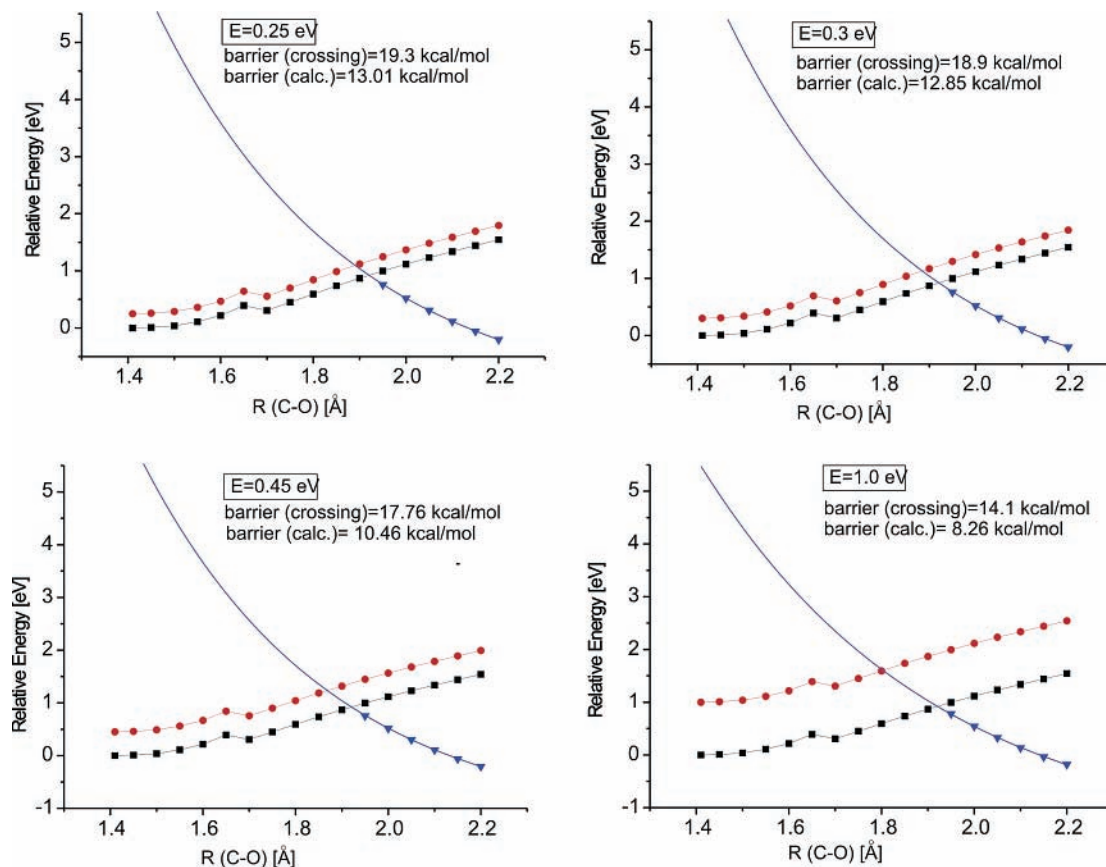 E=0.25 eV
barrier (crossing)=19.3 kcal/mol
barrier (calc.)=13.01 kcal/mol
Relative Energy [eV]
5
4
3
2
1
0
1.4 1.6 1.8 2.0 2.2
R (C-O) [Å]
E=0.3 eV
barrier (crossing)=18.9 kcal/mol
barrier (calc.)=12.85 kcal/mol
Relative Energy [eV]
5
4
3
2
1
0
1.4 1.6 1.8 2.0 2.2
R (C-O) [Å]
E=0.45 eV
barrier (crossing)=17.76 kcal/mol
barrier (calc.)= 10.46 kcal/mol
Relative Energy [eV]
5
4
3
2
1
0
-1
1.4 1.6 1.8 2.0 2.2
R (C-O) [Å]
E=1.0 eV
barrier (crossing)=14.1 kcal/mol
barrier (calc.)= 8.26 kcal/mol
Relative Energy [eV]
5
4
3
2
1
0
-1
1.4 1.6 1.8 2.0 2.2
R (C-O) [Å]